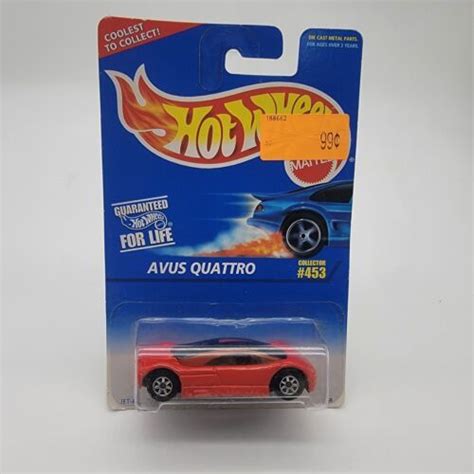 COOLEST
TO COLLECT!
DIE CAST METAL PARTS
FOR AGES OVER 3 YEARS
HOT WHEELS
188662
99¢
MATTEL
GUARANTEED
Hot Wheels
FOR LIFE
AVUS QUATTRO
COLLECTOR
#453